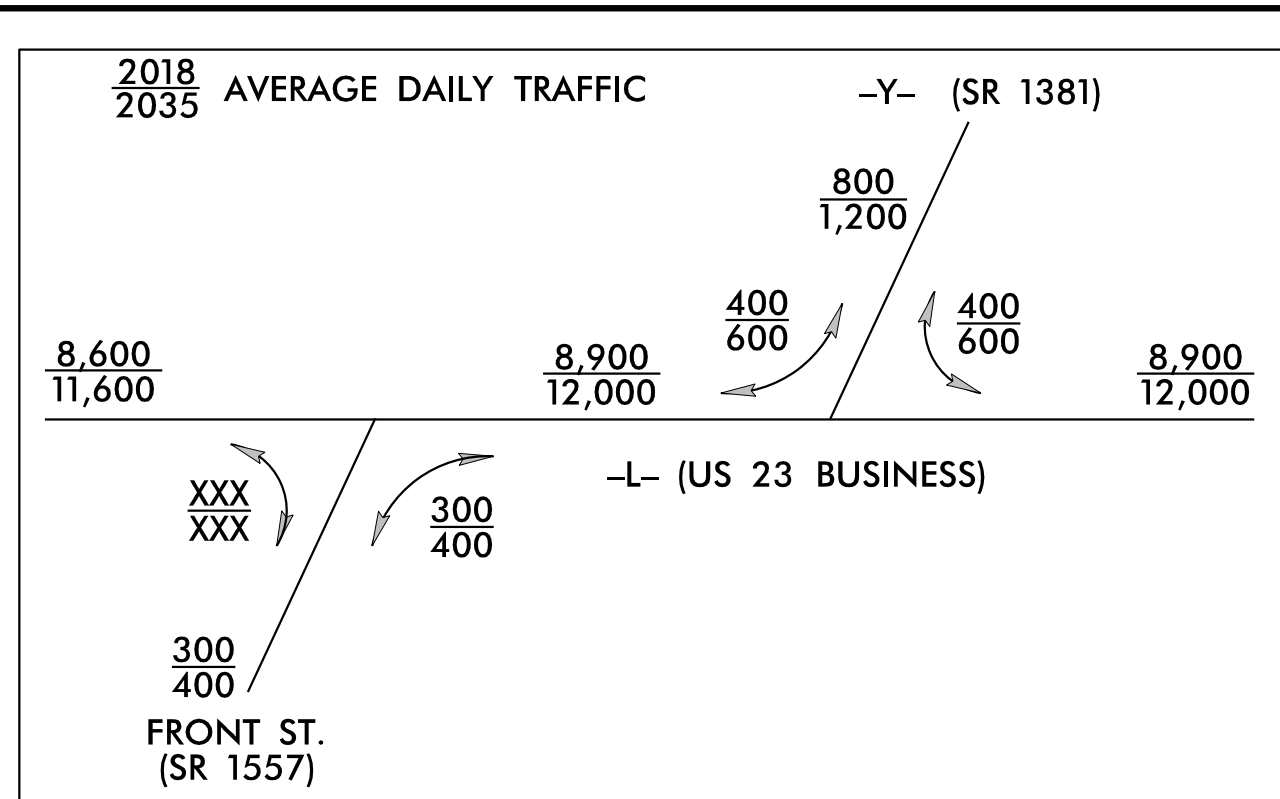 2018
2035
AVERAGE DAILY TRAFFIC
–Y– (SR 1381)
800
1,200
400
600
400
600
8,600
11,600
8,900
12,000
8,900
12,000
–L– (US 23 BUSINESS)
XXX
XXX
300
400
300
400
FRONT ST.
(SR 1557)